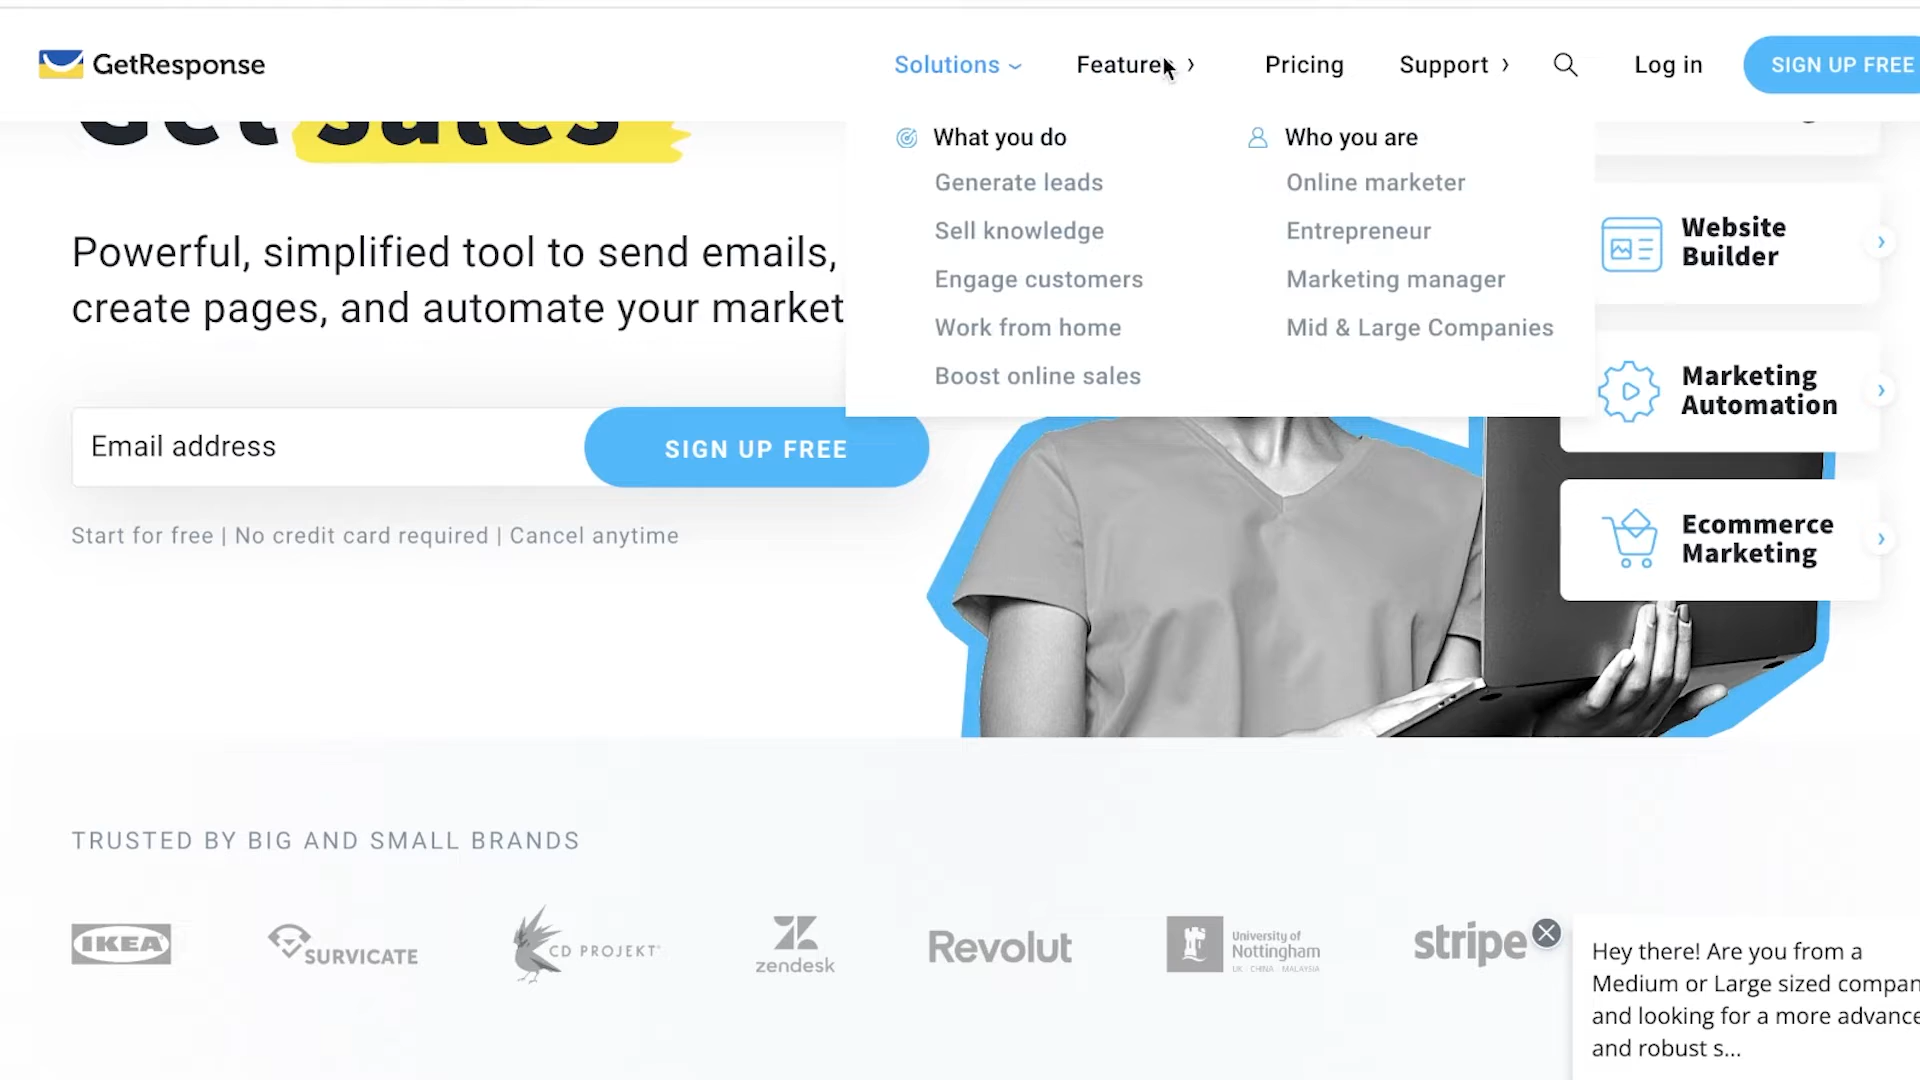 GetResponse
Solutions
Features
Pricing
Support
Log in
SIGN UP FREE
Get sales
What you do
Generate leads
Sell knowledge
Engage customers
Work from home
Boost online sales
Who you are
Online marketer
Entrepreneur
Marketing manager
Mid & Large Companies
Powerful, simplified tool to send emails,
create pages, and automate your market
Email address
SIGN UP FREE
Start for free | No credit card required | Cancel anytime
Website
Builder
Marketing
Automation
Ecommerce
Marketing
TRUSTED BY BIG AND SMALL BRANDS
IKEA
SURVICATE
CD PROJEKT
zendesk
Revolut
University of
Nottingham
UK · CHINA · MALAYSIA
stripe
Hey there! Are you from a
Medium or Large sized compan
and looking for a more advance
and robust s...